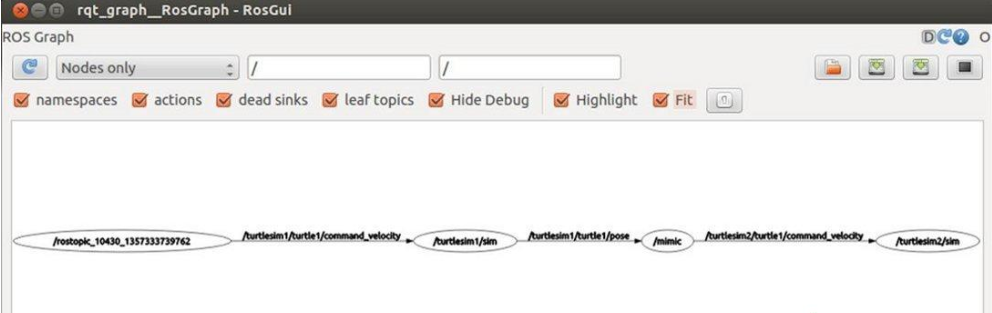 rqt_graph__RosGraph - RosGui
ROS Graph
D
O
Nodes only
/
/
namespaces
actions
dead sinks
leaf topics
Hide Debug
Highlight
Fit
/rostopic_10430_1357333739762
/turtlesim1/turtle1/command_velocity
/turtlesim1/sim
/turtlesim1/turtle1/pose
/mimic
/turtlesim2/turtle1/command_velocity
/turtlesim2/sim